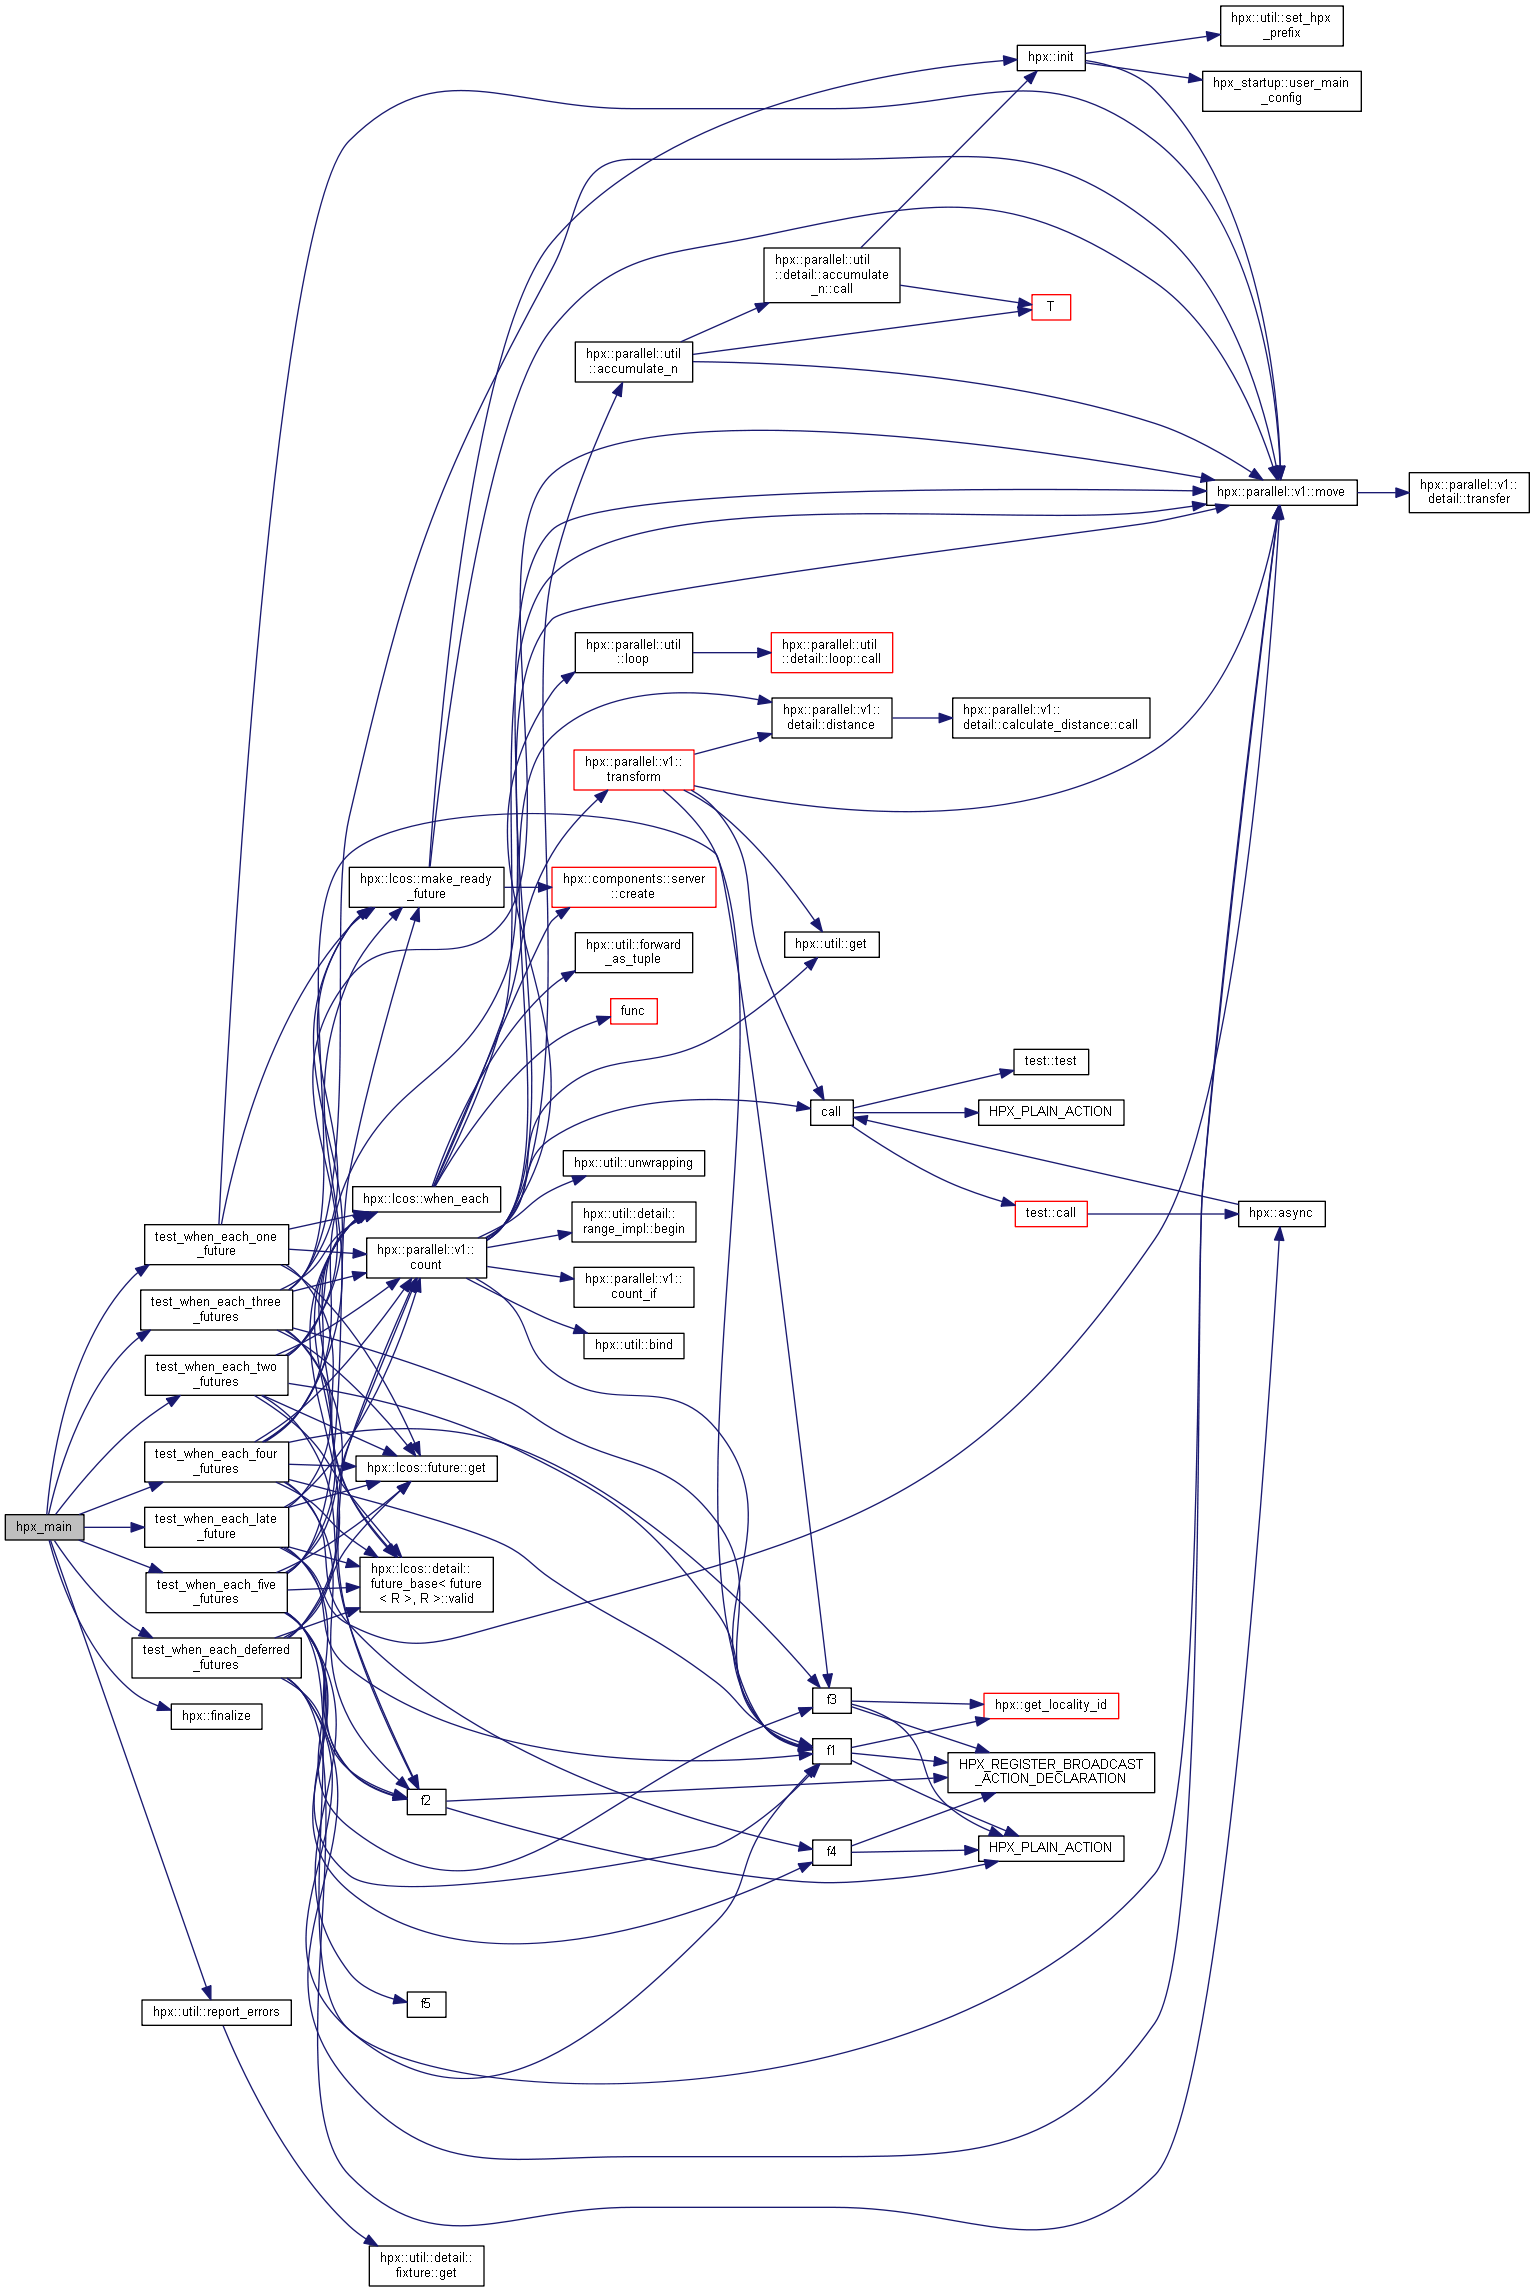 hpx::util::set_hpx
_prefix
hpx::init
hpx_startup::user_main
_config
hpx::parallel::util
::detail::accumulate
_n::call
T
hpx::parallel::util
::accumulate_n
hpx::parallel::v1::move
hpx::parallel::v1::
detail::transfer
hpx::parallel::util
::loop
hpx::parallel::util
::detail::loop::call
hpx::parallel::v1::
detail::distance
hpx::parallel::v1::
detail::calculate_distance::call
hpx::parallel::v1::
transform
hpx::lcos::make_ready
_future
hpx::components::server
::create
hpx::util::forward
_as_tuple
hpx::util::get
func
test::test
call
HPX_PLAIN_ACTION
hpx::util::unwrapping
hpx::lcos::when_each
hpx::util::detail::
range_impl::begin
test::call
hpx::async
test_when_each_one
_future
hpx::parallel::v1::
count
hpx::parallel::v1::
count_if
test_when_each_three
_futures
hpx::util::bind
test_when_each_two
_futures
test_when_each_four
_futures
hpx::lcos::future::get
hpx_main
test_when_each_late
_future
test_when_each_five
_futures
hpx::lcos::detail::
future_base< future
< R >, R >::valid
test_when_each_deferred
_futures
hpx::finalize
f3
hpx::get_locality_id
f1
HPX_REGISTER_BROADCAST
_ACTION_DECLARATION
f2
f4
HPX_PLAIN_ACTION
f5
hpx::util::report_errors
hpx::util::detail::
fixture::get